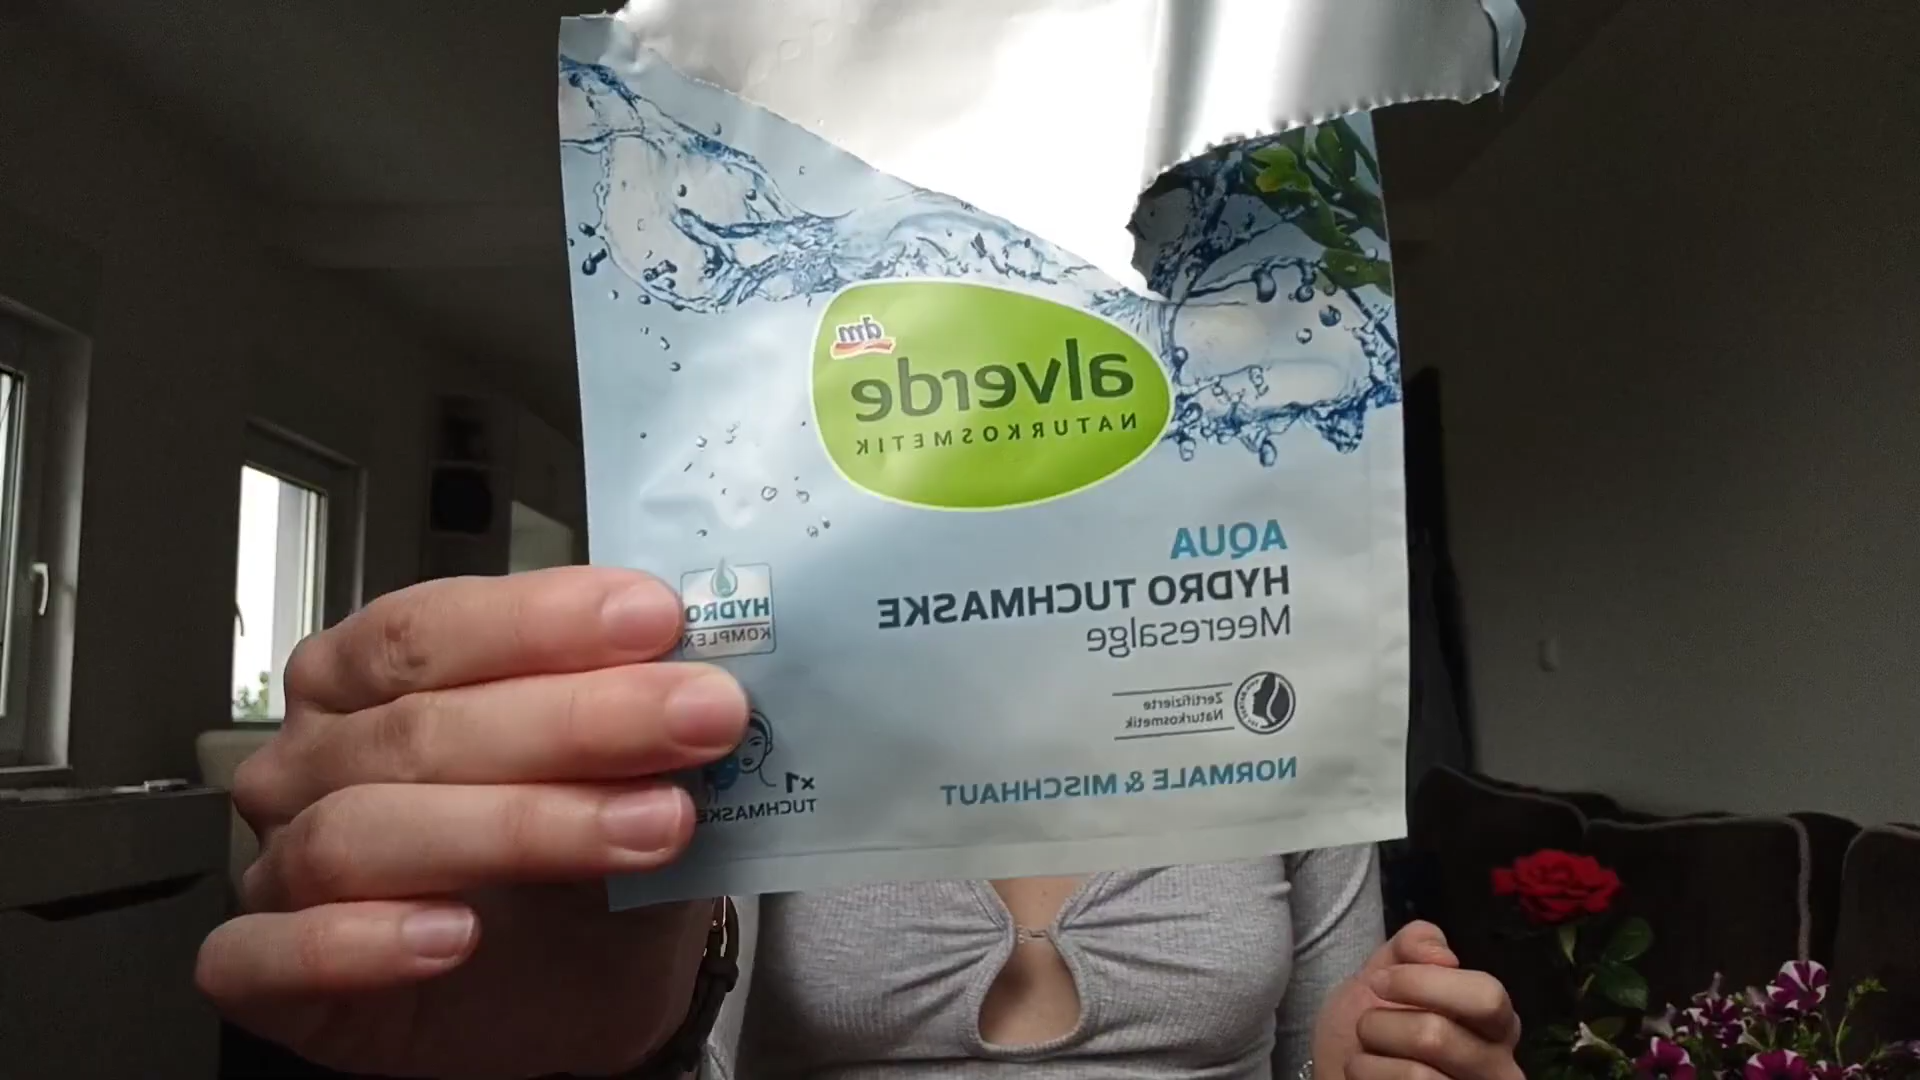 dm
alverde
NATURKOSMETIK
AQUA
HYDRO TUCHMASKE
Meeresalge
HYDRO
KOMPLEX
Zertifizierte
Naturkosmetik
NORMALE & MISCHHAUT
x1
TUCHMASKE